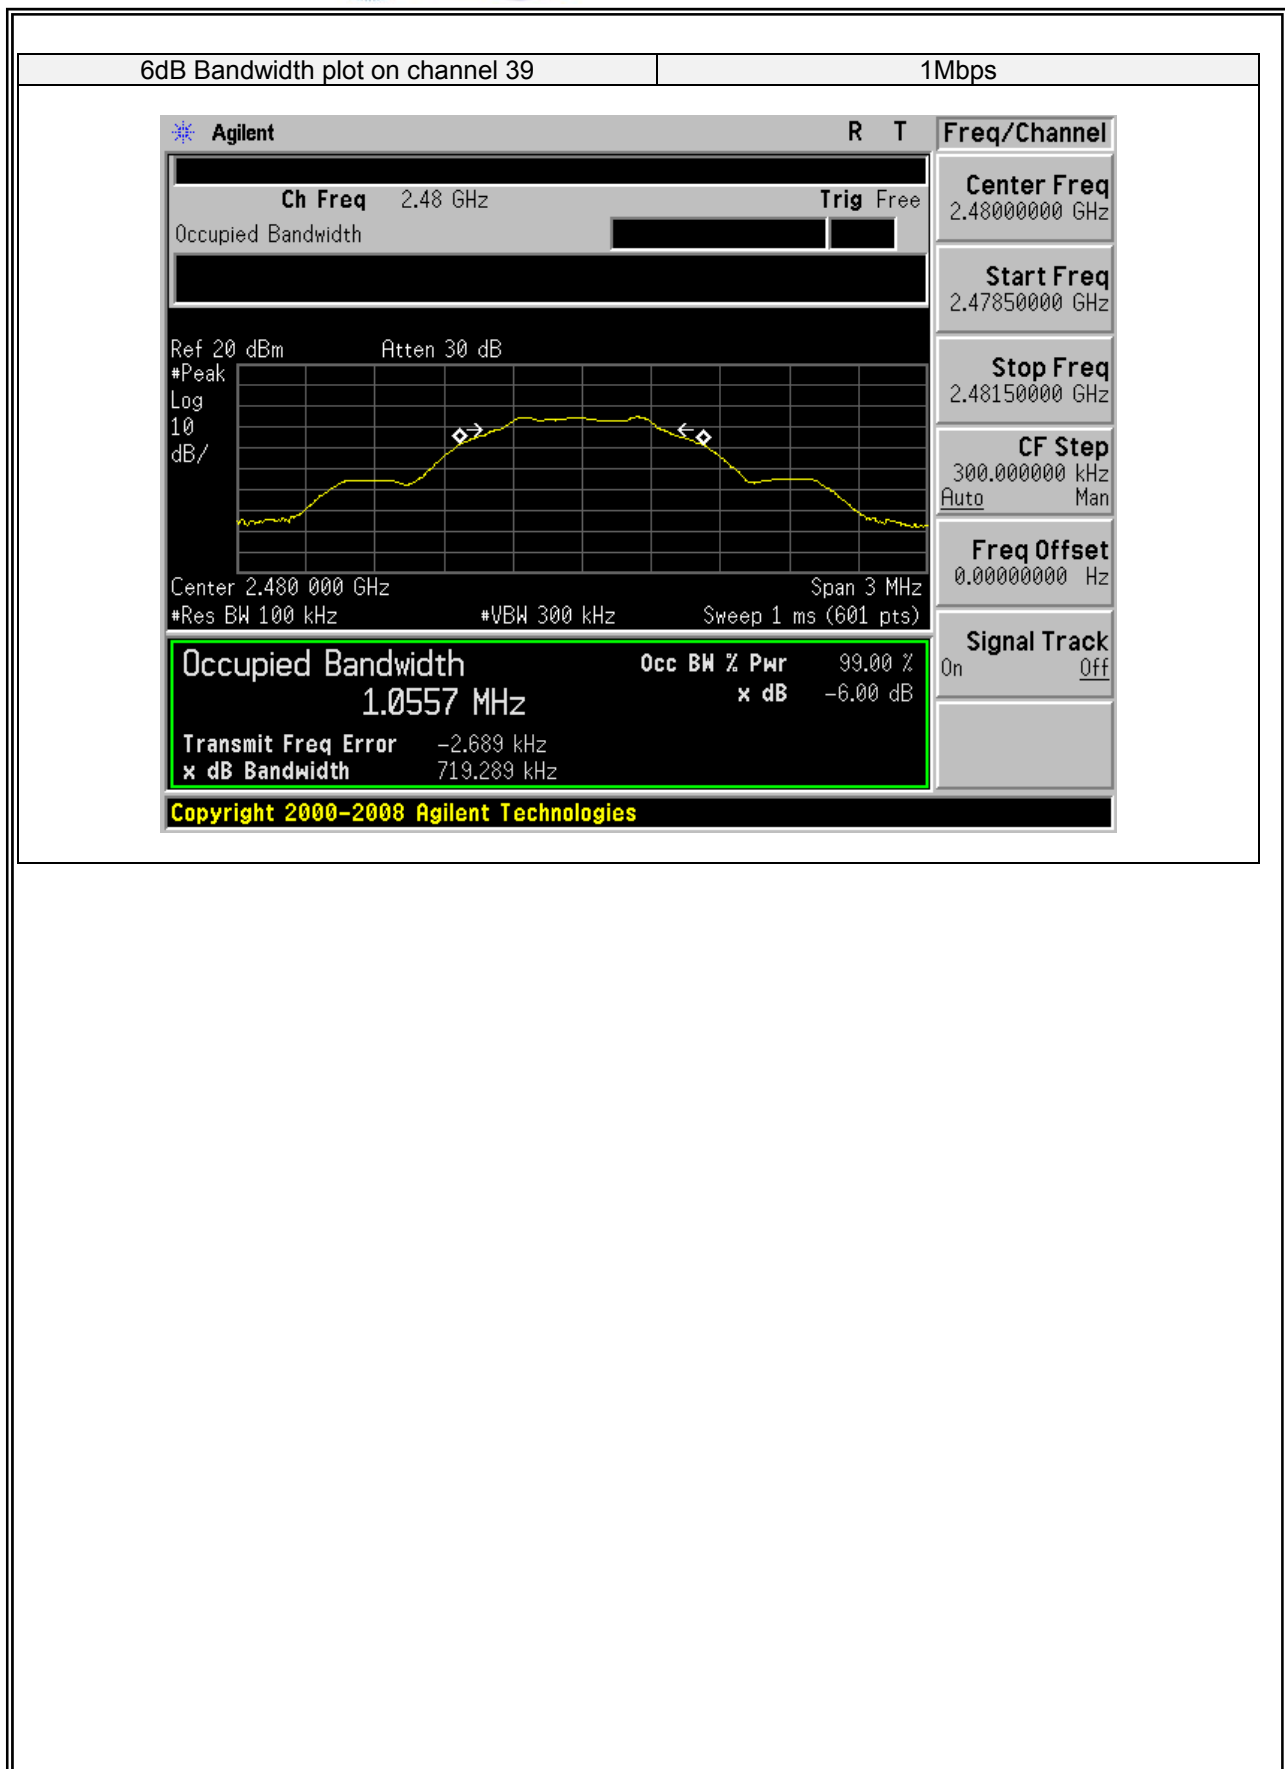 6dB Bandwidth plot on channel 39 1Mbps
Agilent R T Freq/Channel
Ch Freq 2.48 GHz Trig Free
Occupied Bandwidth
Center Freq
2.48000000 GHz
Start Freq
2.47850000 GHz
Stop Freq
2.48150000 GHz
CF Step
300.000000 kHz
Auto Man
Freq Offset
0.00000000 Hz
Signal Track
On Off
Ref 20 dBm Atten 30 dB
#Peak
Log
10
dB/
Center 2.480 000 GHz Span 3 MHz
#Res BW 100 kHz #VBW 300 kHz Sweep 1 ms (601 pts)
Occupied Bandwidth Occ BW % Pwr 99.00 %
1.0557 MHz x dB -6.00 dB
Transmit Freq Error -2.689 kHz
x dB Bandwidth 719.289 kHz
Copyright 2000-2008 Agilent Technologies